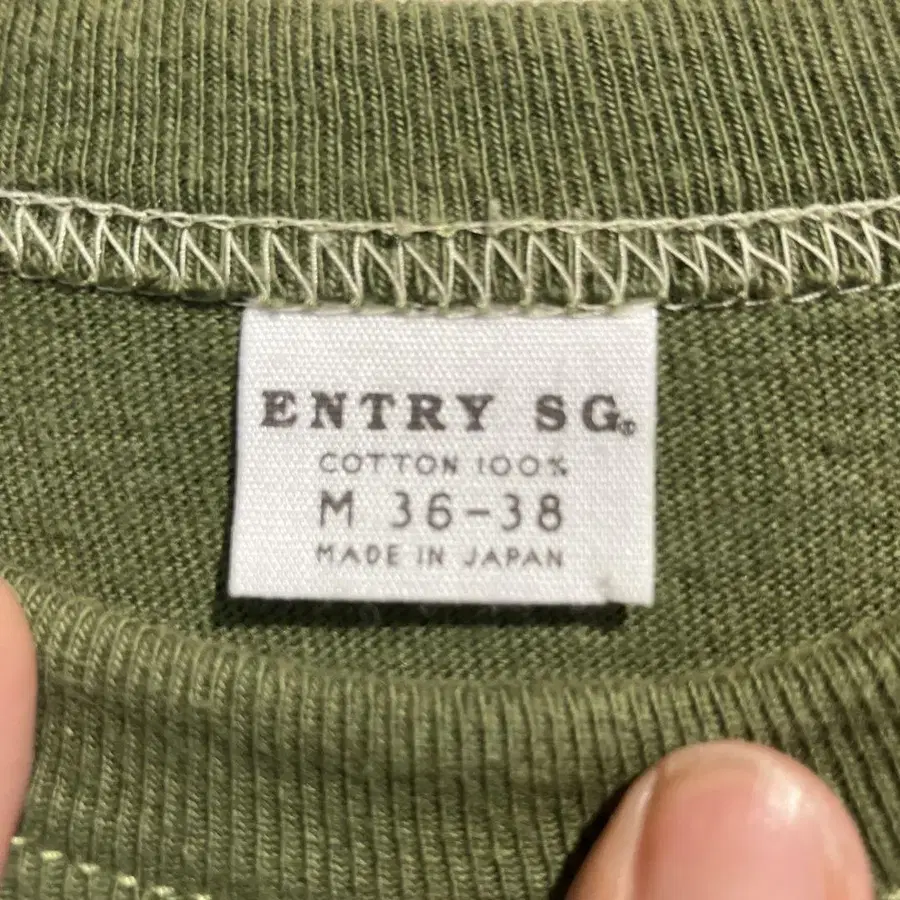 ENTRY SG®
COTTON 100%
M 36-38
MADE IN JAPAN